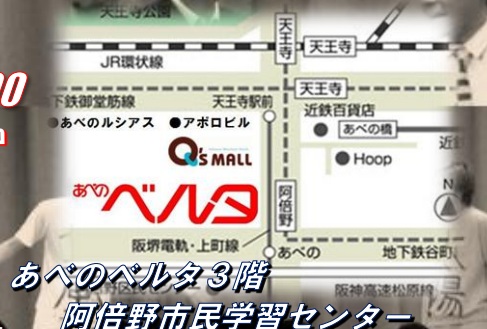 天王寺公園
天王寺
天王寺
JR環状線
天王寺
地下鉄御堂筋線
天王寺駅前
近鉄百貨店
●あべのルシアス ●アポロビル
あべの橋
近鉄
Q's MALL
Hoop
あべの
ベルタ
阿倍野
N
阪堺電軌・上町線
あべの
地下鉄谷町
あべのベルタ３階
阪神高速松原線
阿倍野市民学習センター